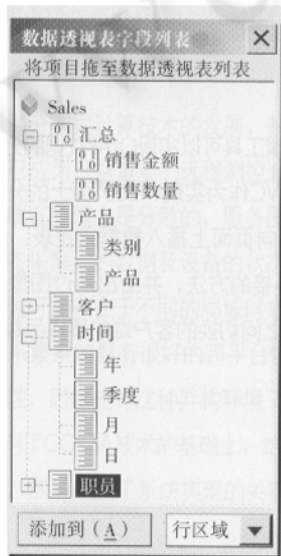 数据透视表字段列表
将项目拖至数据透视表列表
Sales
汇总
销售金额
销售数量
产品
类别
产品
客户
时间
年
季度
月
日
职员
添加到（A） 行区域